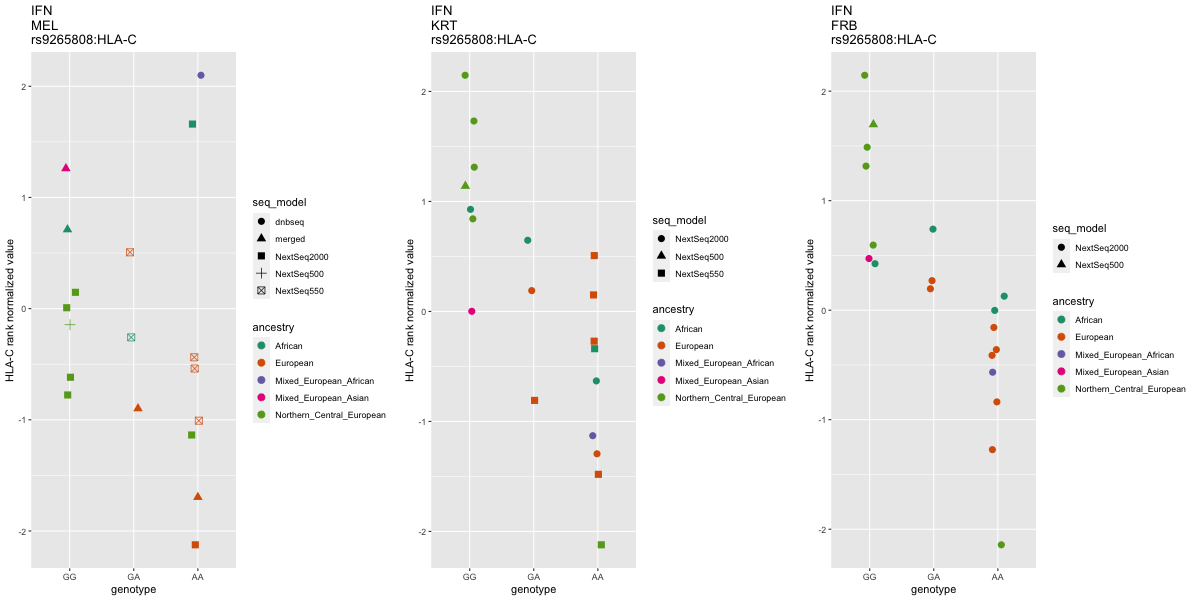 IFN
MEL
rs9265808:HLA-C
HLA-C rank normalized value
2
1
0
-1
-2
GG
GA
AA
genotype
seq_model
dnbseq
merged
NextSeq2000
NextSeq500
NextSeq550
ancestry
African
European
Mixed_European_African
Mixed_European_Asian
Northern_Central_European
IFN
KRT
rs9265808:HLA-C
HLA-C rank normalized value
2
1
0
-1
-2
GG
GA
AA
genotype
seq_model
NextSeq2000
NextSeq500
NextSeq550
ancestry
African
European
Mixed_European_African
Mixed_European_Asian
Northern_Central_European
IFN
FRB
rs9265808:HLA-C
HLA-C rank normalized value
2
1
0
-1
-2
GG
GA
AA
genotype
seq_model
NextSeq2000
NextSeq500
ancestry
African
European
Mixed_European_African
Mixed_European_Asian
Northern_Central_European